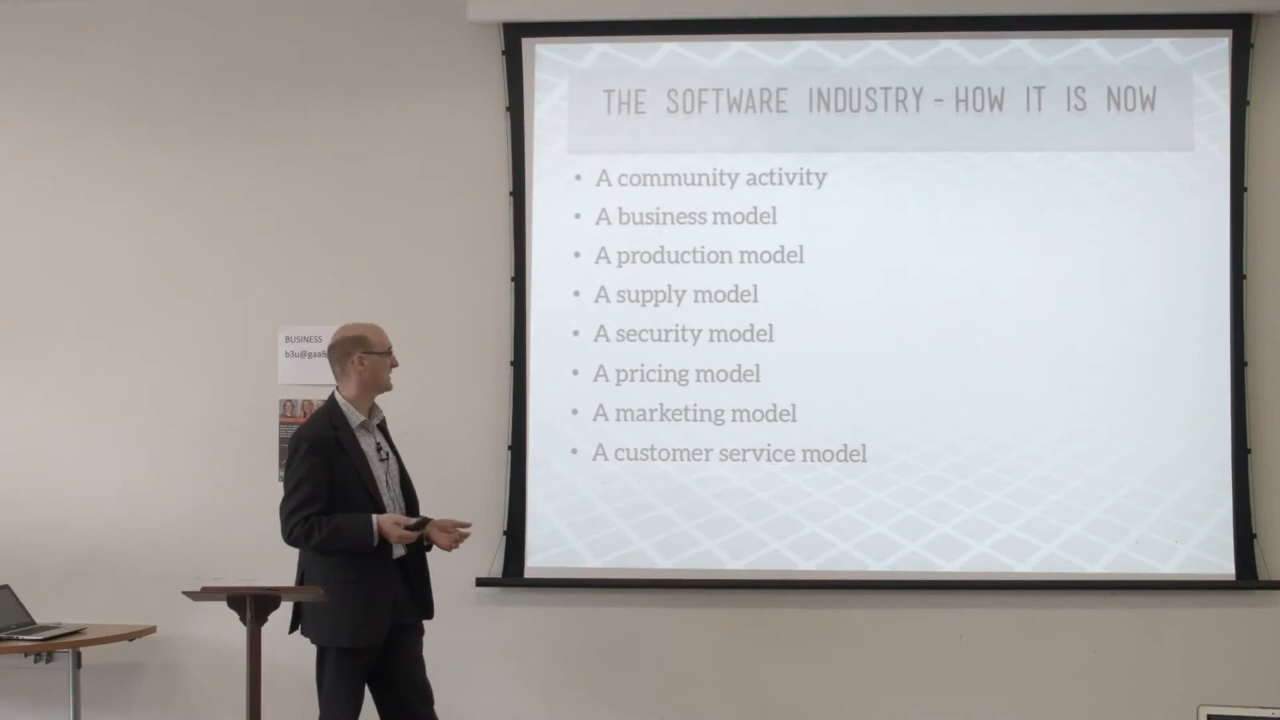 THE SOFTWARE INDUSTRY - HOW IT IS NOW
• A community activity
• A business model
• A production model
• A supply model
• A security model
• A pricing model
• A marketing model
• A customer service model
BUSINESS